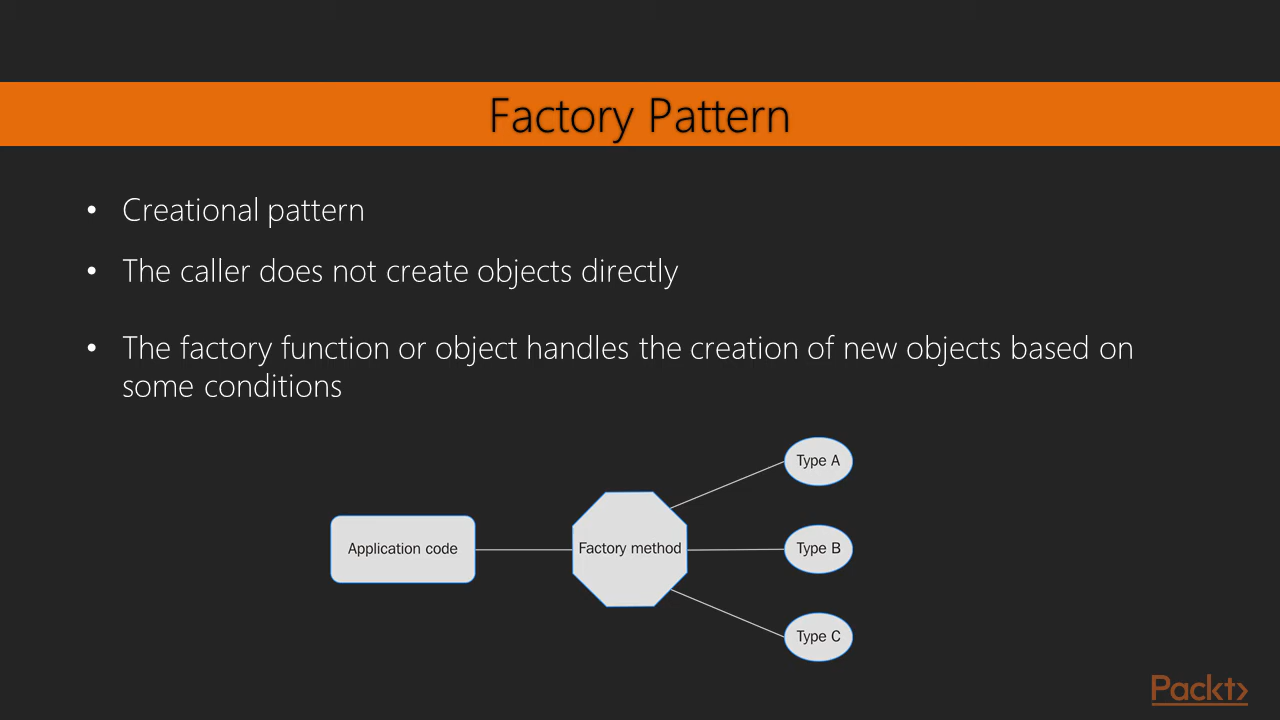 Factory Pattern
• Creational pattern
• The caller does not create objects directly
• The factory function or object handles the creation of new objects based on
some conditions
Type A
Application code
Factory method
Type B
Type C
Packt>